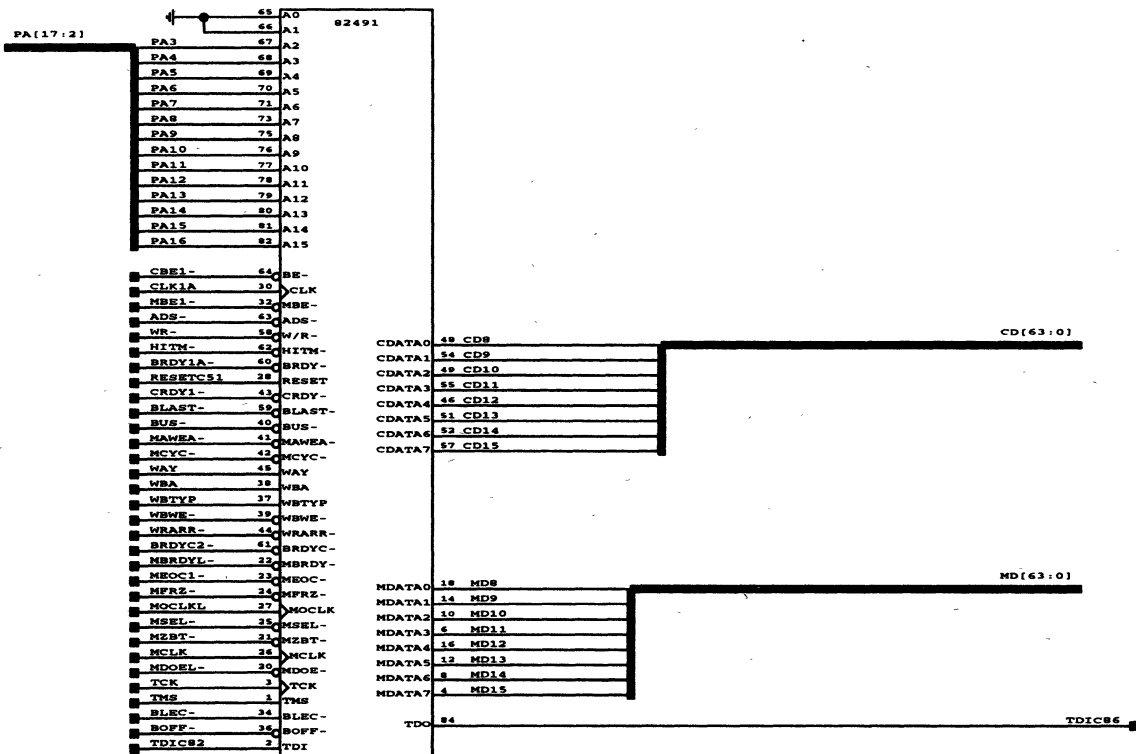 65 A0
82491
66 A1
PA[17:2]
PA3 67 A2
PA4 68 A3
PA5 69 A4
PA6 70 A5
PA7 71 A6
PA8 73 A7
PA9 75 A8
PA10 76 A9
PA11 77 A10
PA12 78 A11
PA13 79 A12
PA14 80 A13
PA15 81 A14
PA16 82 A15
CBE1- 64 BE-
CLK1A 30 CLK
MBE1- 32 MBE-
ADS- 63 ADS-
WR- 58 W/R-
HITM- 62 HITM-
BRDY1A- 60 BRDY-
RESETC51 28 RESET
CRDY1- 43 CRDY-
BLAST- 59 BLAST-
BUS- 40 BUS-
MAWEA- 41 MAWEA-
MCYC- 42 MCYC-
WAY 45 WAY
WBA 38 WBA
WBTYP 37 WBTYP
WBWE- 39 WBWE-
WRARR- 44 WRARR-
BRDYC2- 61 BRDYC-
MBRDYL- 22 MBRDY-
MEOC1- 23 MEOC-
MFRZ- 24 MFRZ-
MOCLKL 27 MOCLK
MSEL- 25 MSEL-
MZBT- 21 MZBT-
MCLK 26 MCLK
MDOEL- 20 MDOE-
TCK 3 TCK
TMS 1 TMS
BLEC- 34 BLEC-
BOFF- 36 BOFF-
TDIC82 2 TDI
CD[63:0]
CDATA0 48 CD8
CDATA1 54 CD9
CDATA2 49 CD10
CDATA3 55 CD11
CDATA4 46 CD12
CDATA5 51 CD13
CDATA6 52 CD14
CDATA7 57 CD15
MD[63:0]
MDATA0 18 MD8
MDATA1 14 MD9
MDATA2 10 MD10
MDATA3 6 MD11
MDATA4 16 MD12
MDATA5 12 MD13
MDATA6 8 MD14
MDATA7 4 MD15
TDO 84 TDIC86